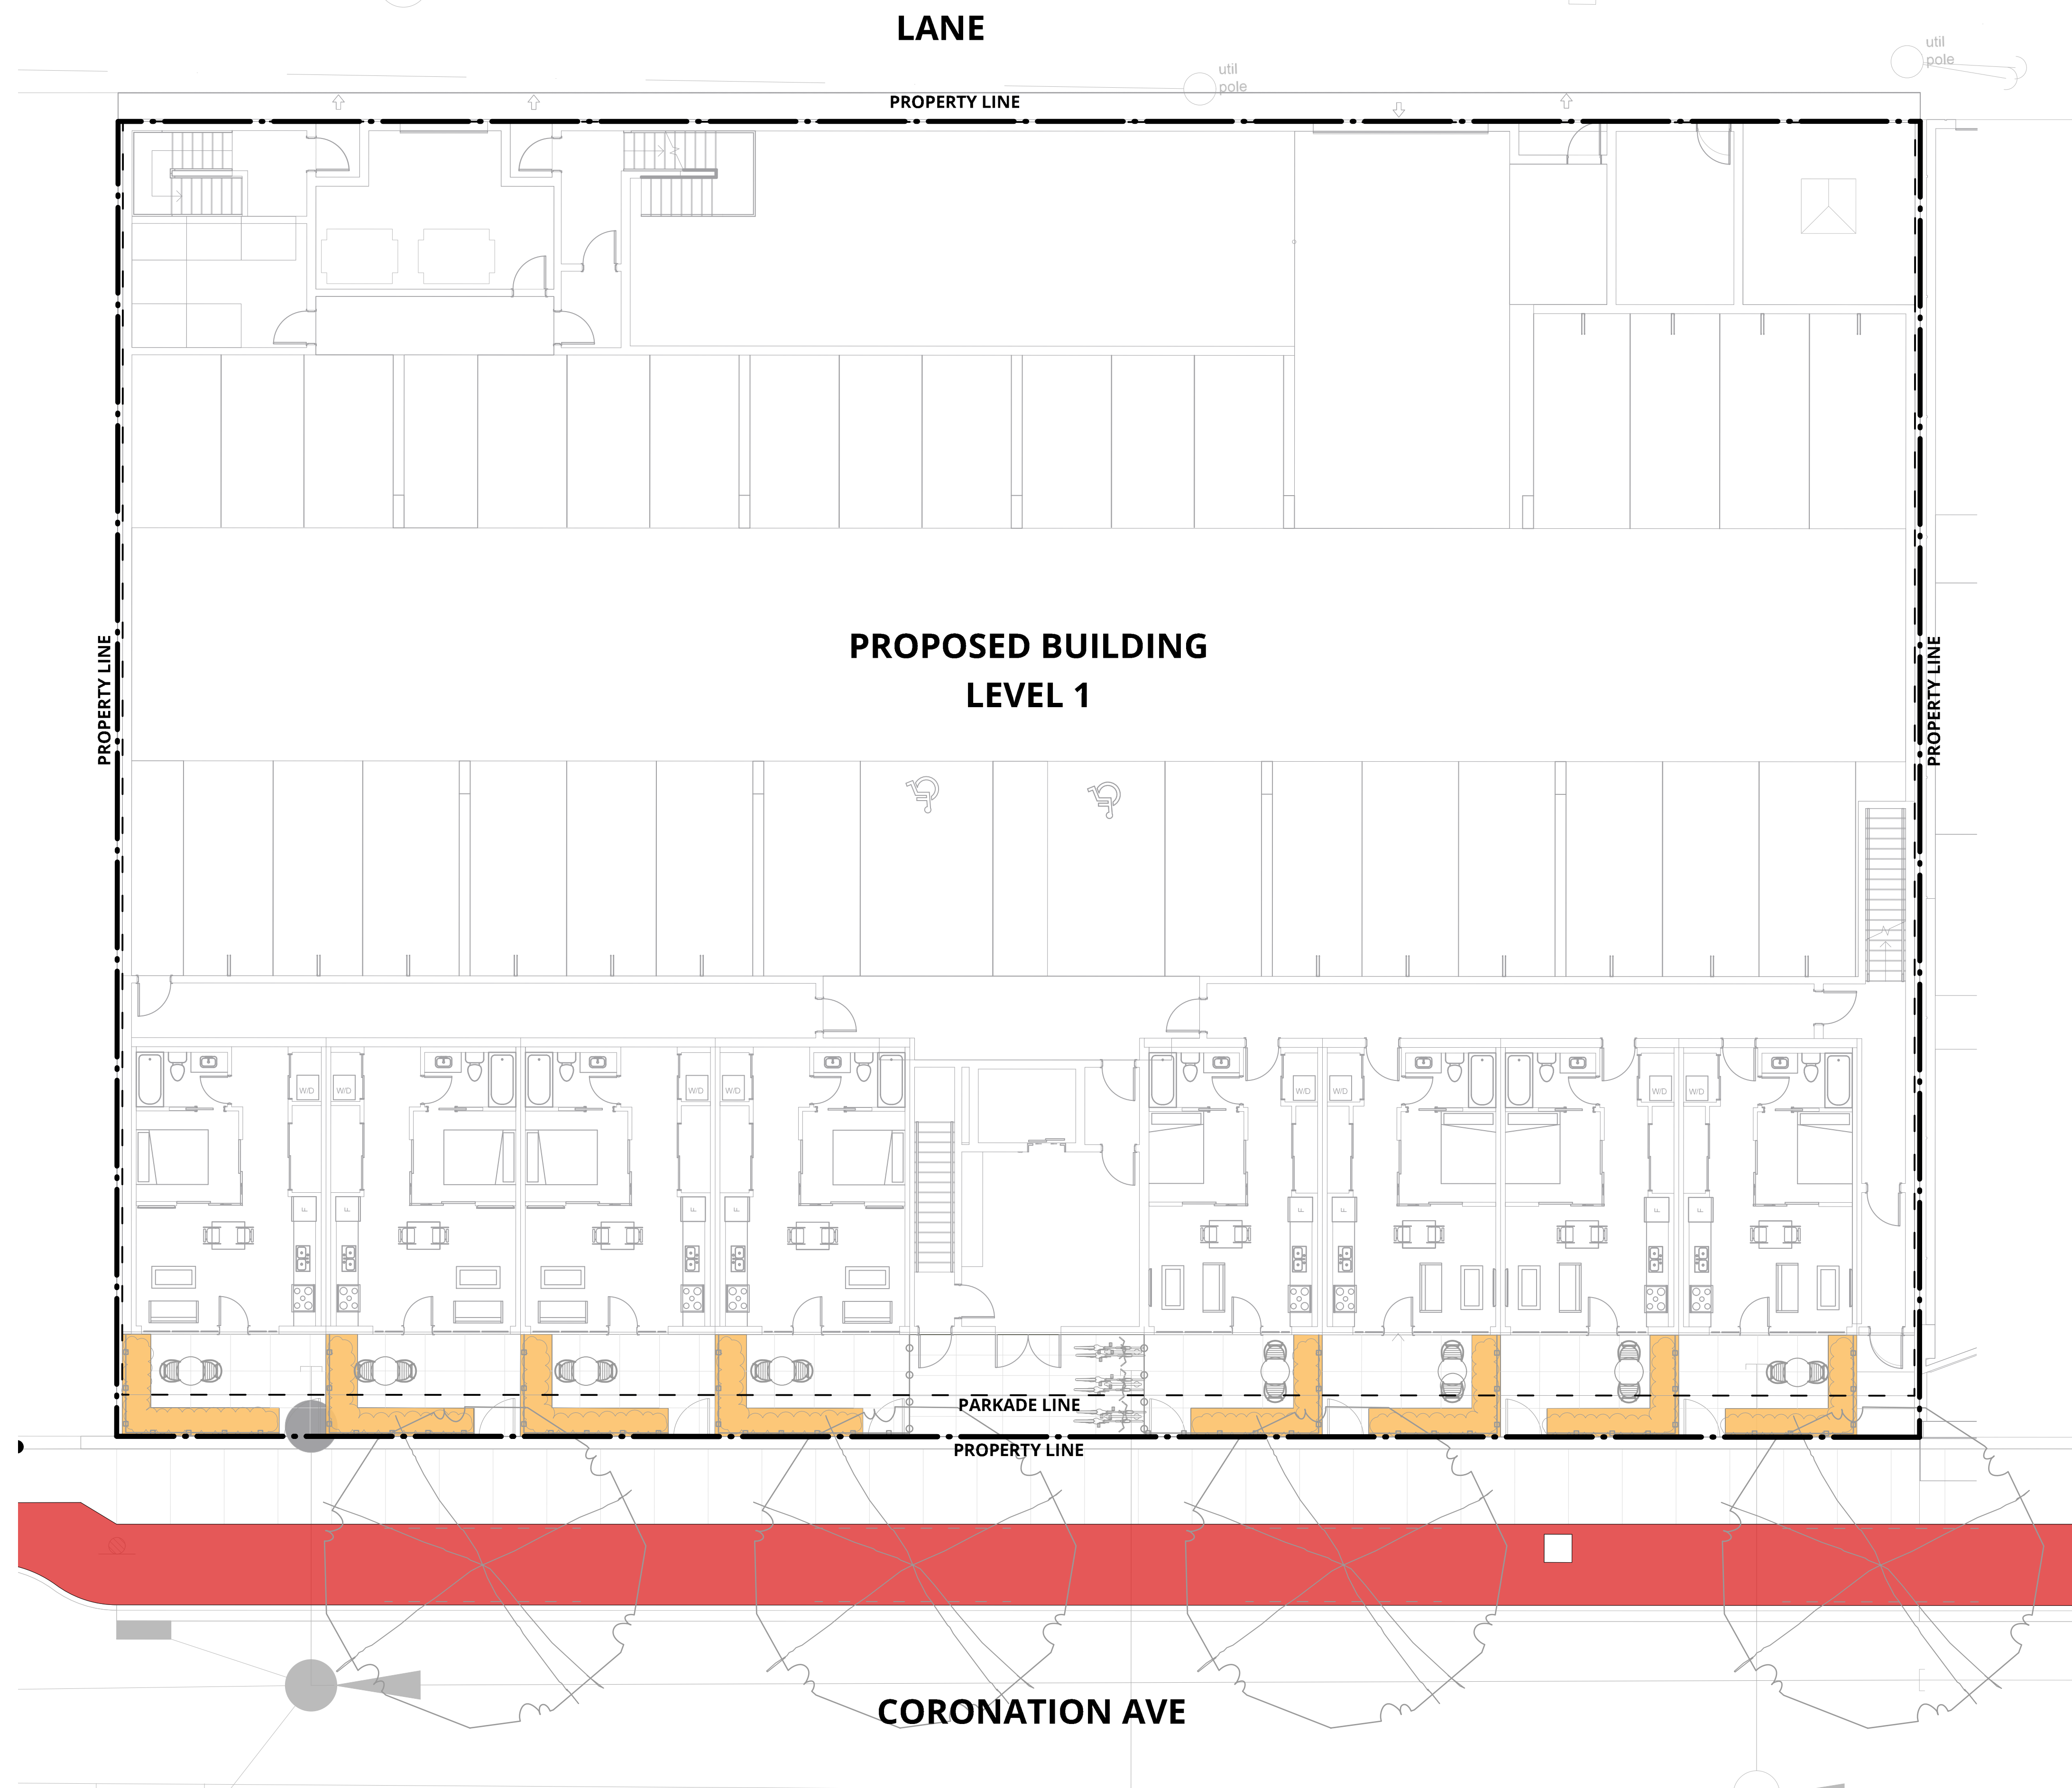 LANE
util
pole
util
pole
PROPERTY LINE
PROPERTY LINE
PROPOSED BUILDING
LEVEL 1
PROPERTY LINE
W/D
W/D
W/D
W/D
W/D
W/D
W/D
W/D
F
F
F
F
F
F
F
F
PARKADE LINE
PROPERTY LINE
CORONATION AVE